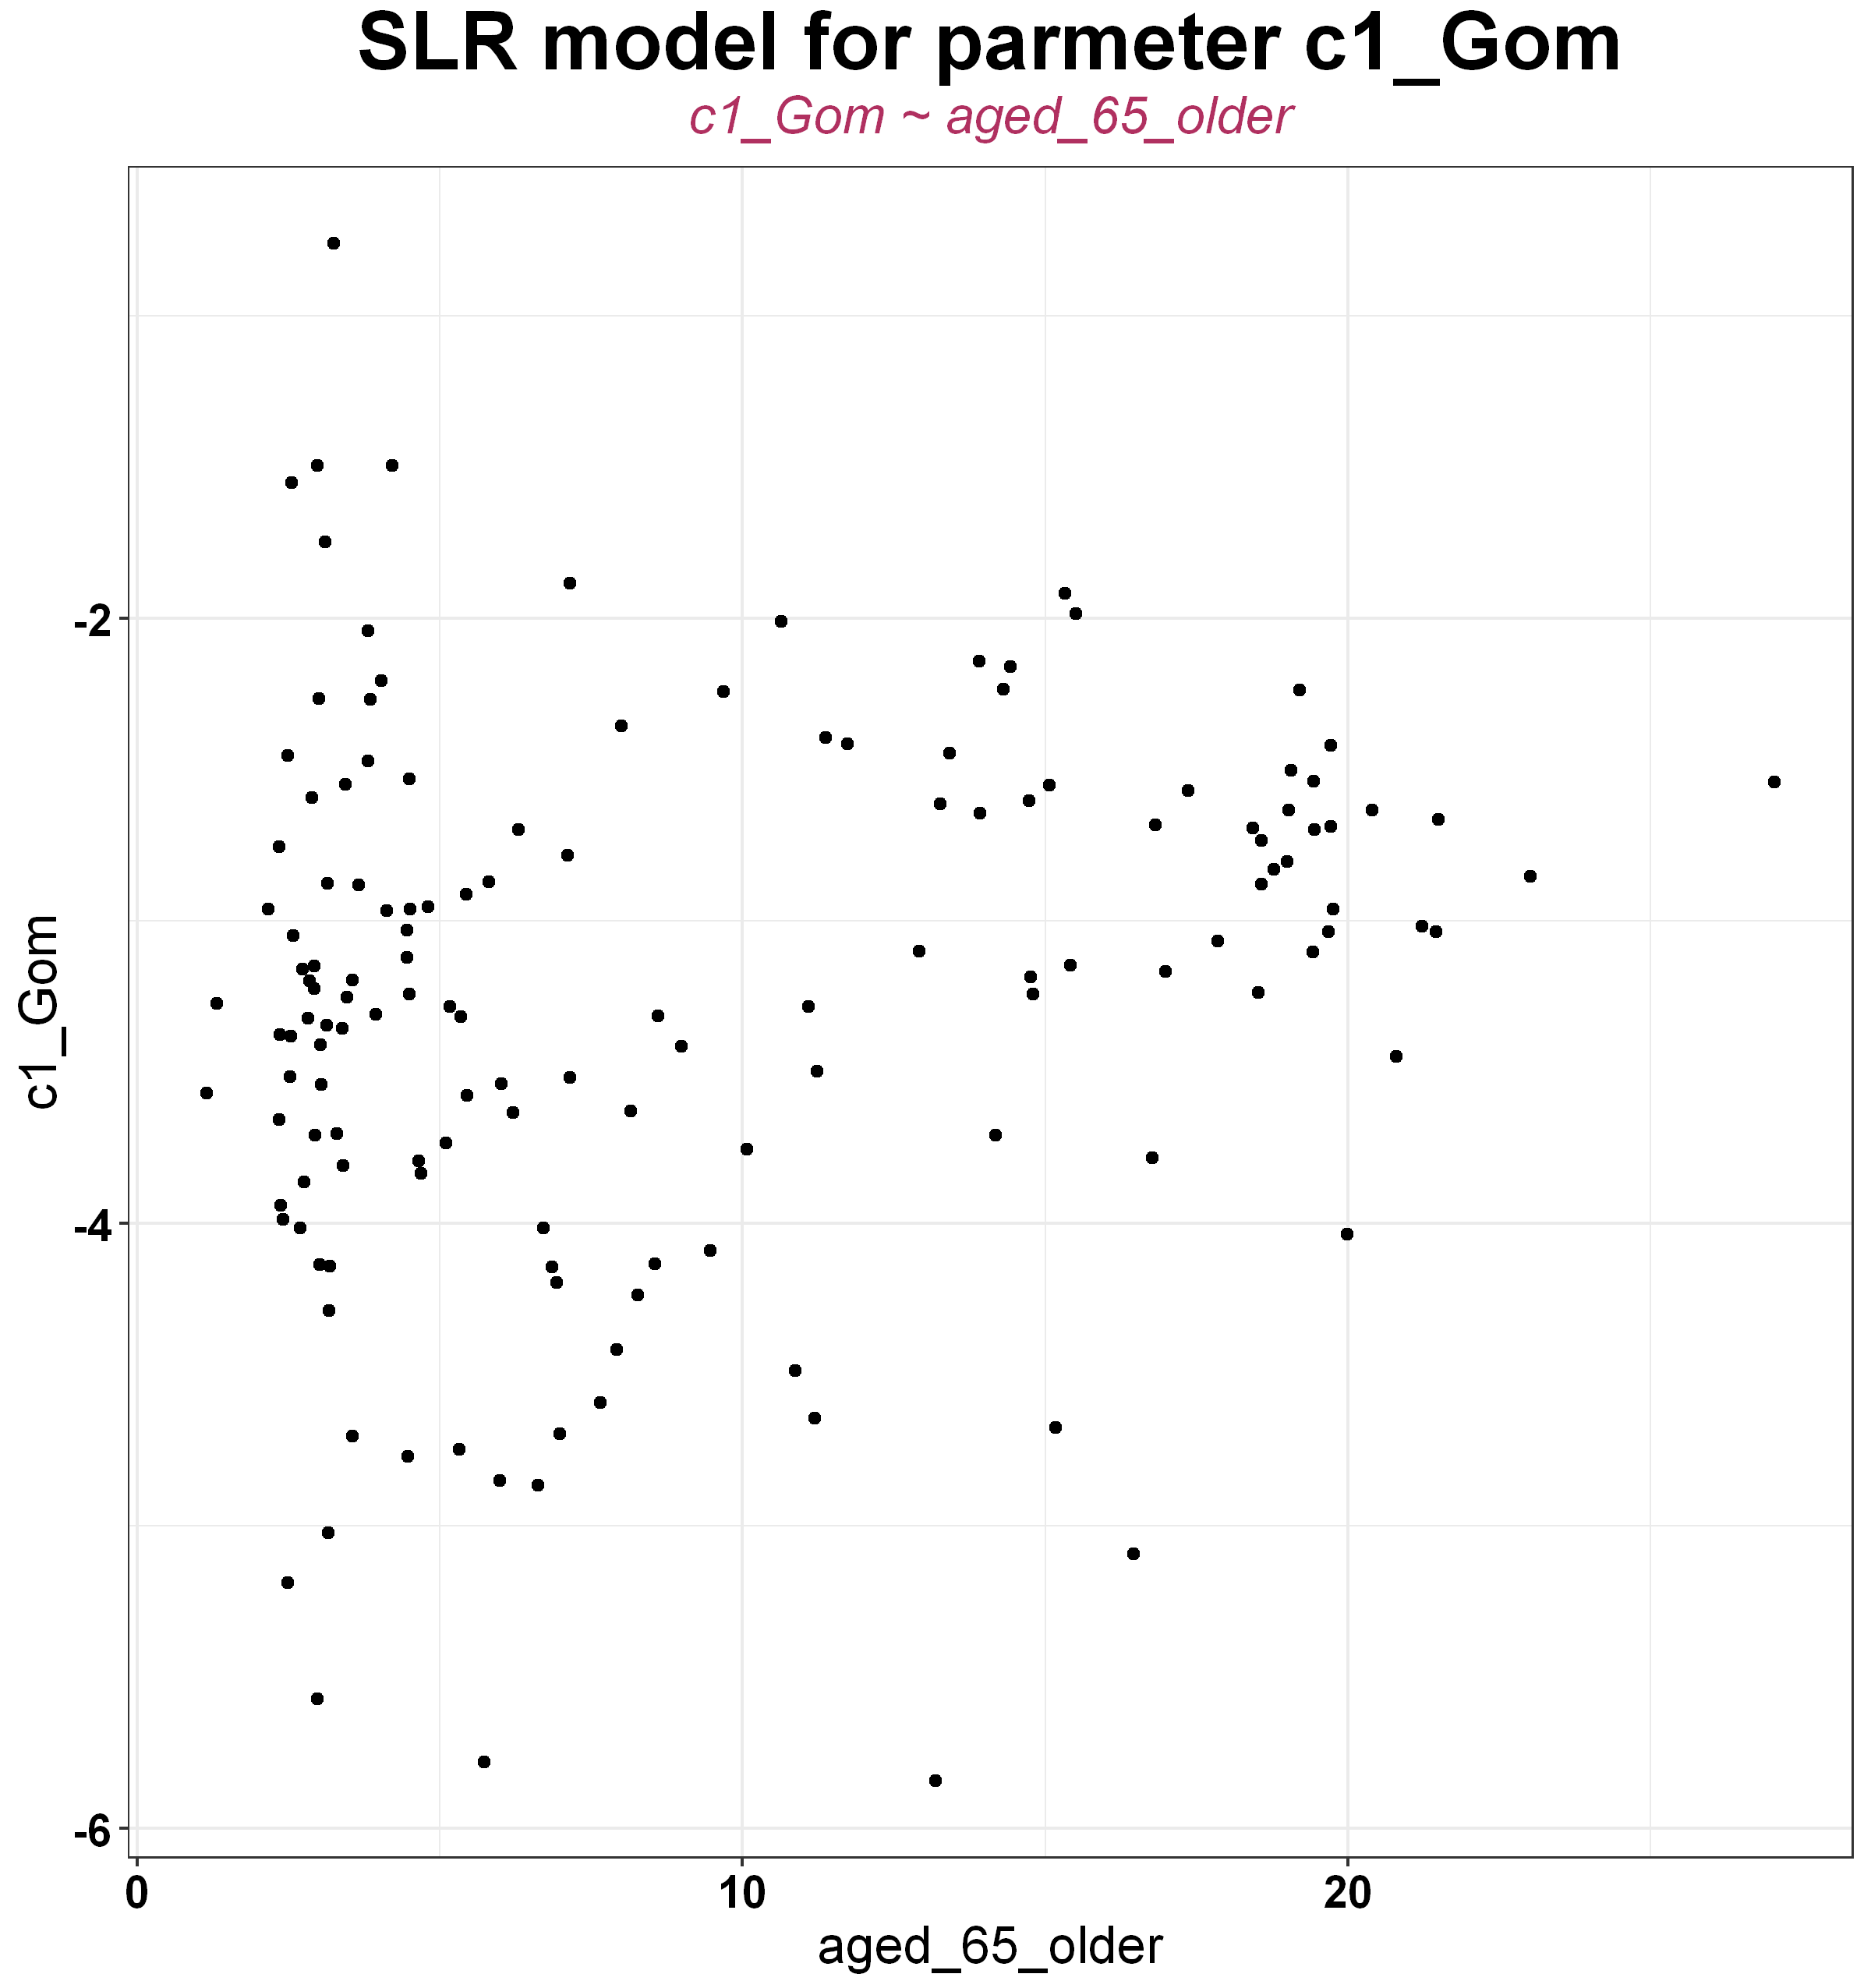 SLR model for parmeter c1_Gom
c1_Gom ~ aged_65_older
c1_Gom
-2
-4
-6
0 10 20
aged_65_older